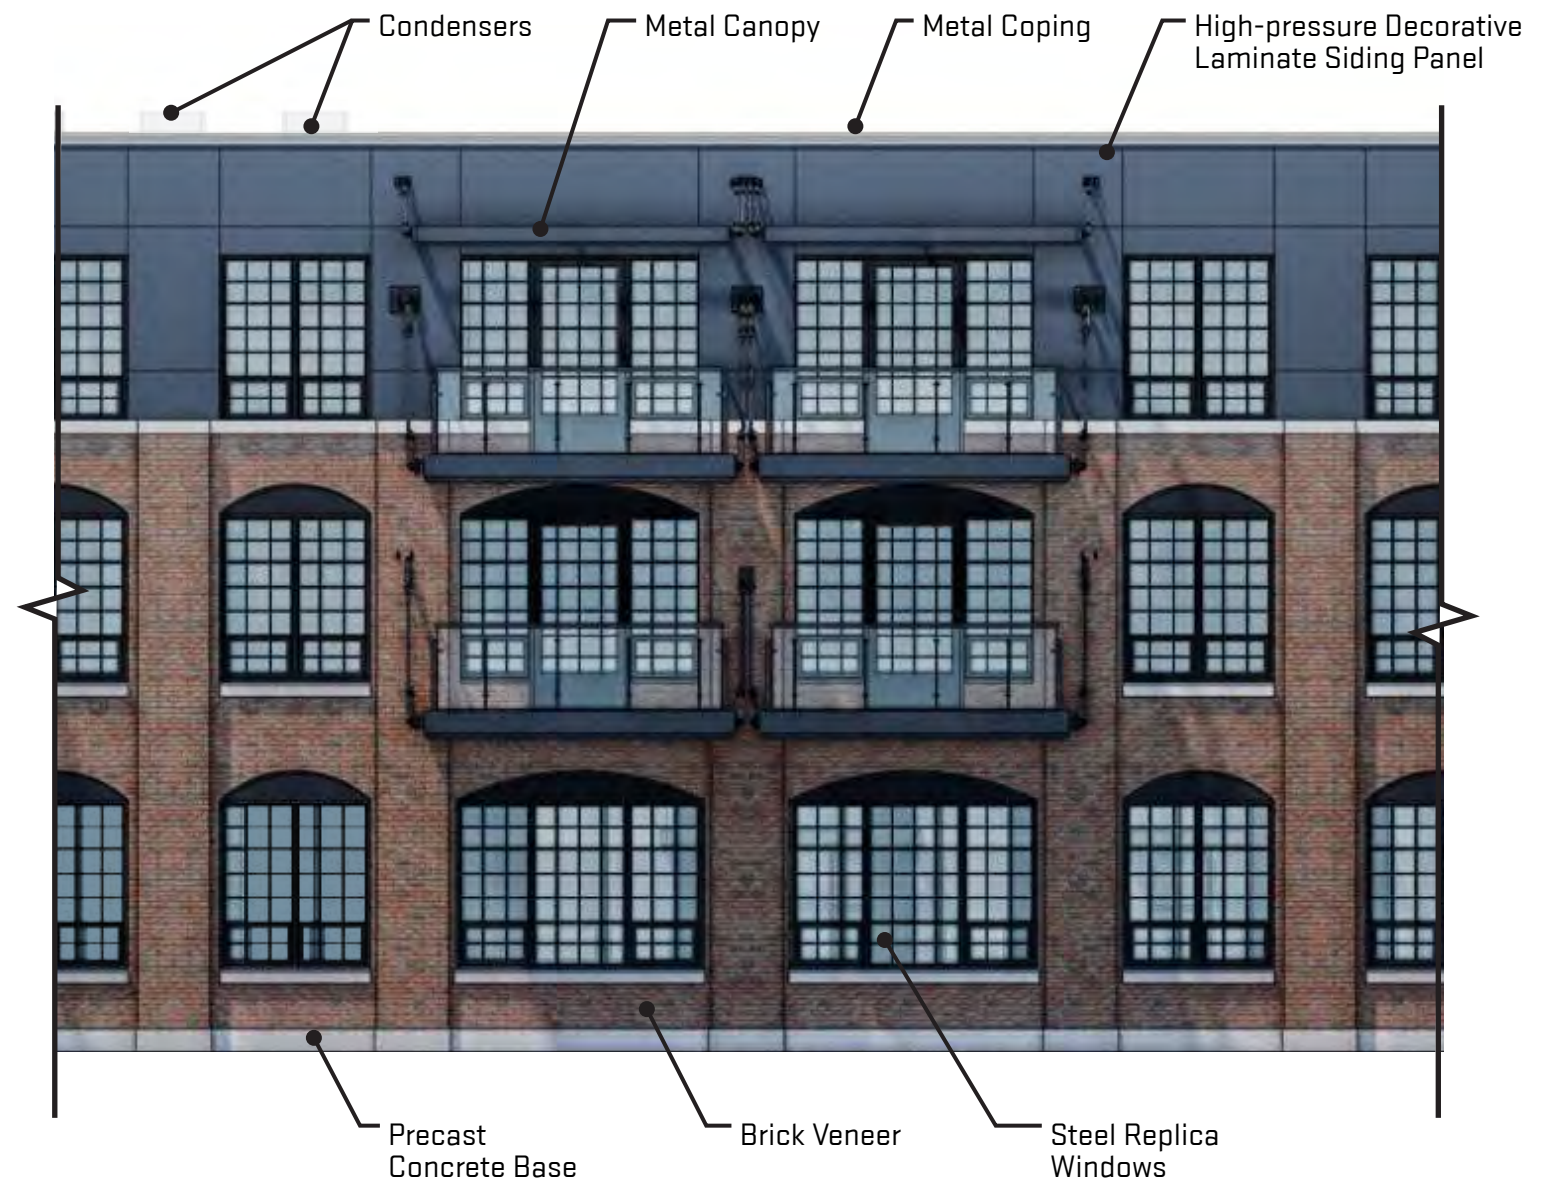 Condensers
Metal Canopy
Metal Coping
High-pressure Decorative
Laminate Siding Panel
Precast
Concrete Base
Brick Veneer
Steel Replica
Windows